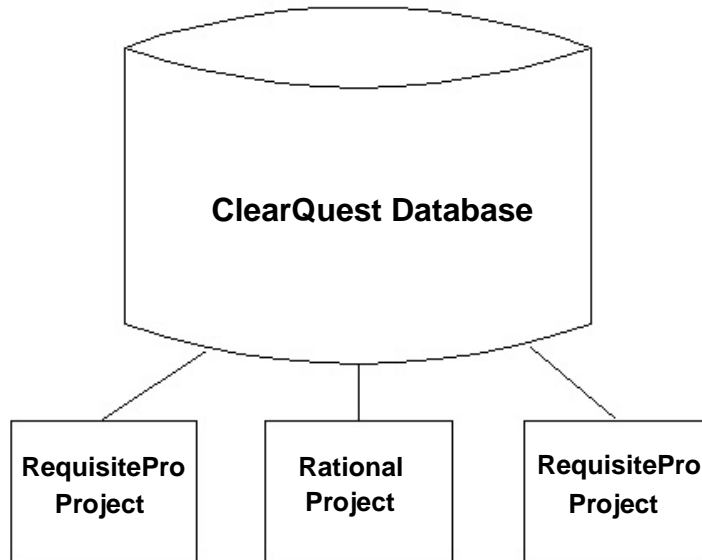 ClearQuest Database
RequisitePro
Project
Rational
Project
RequisitePro
Project